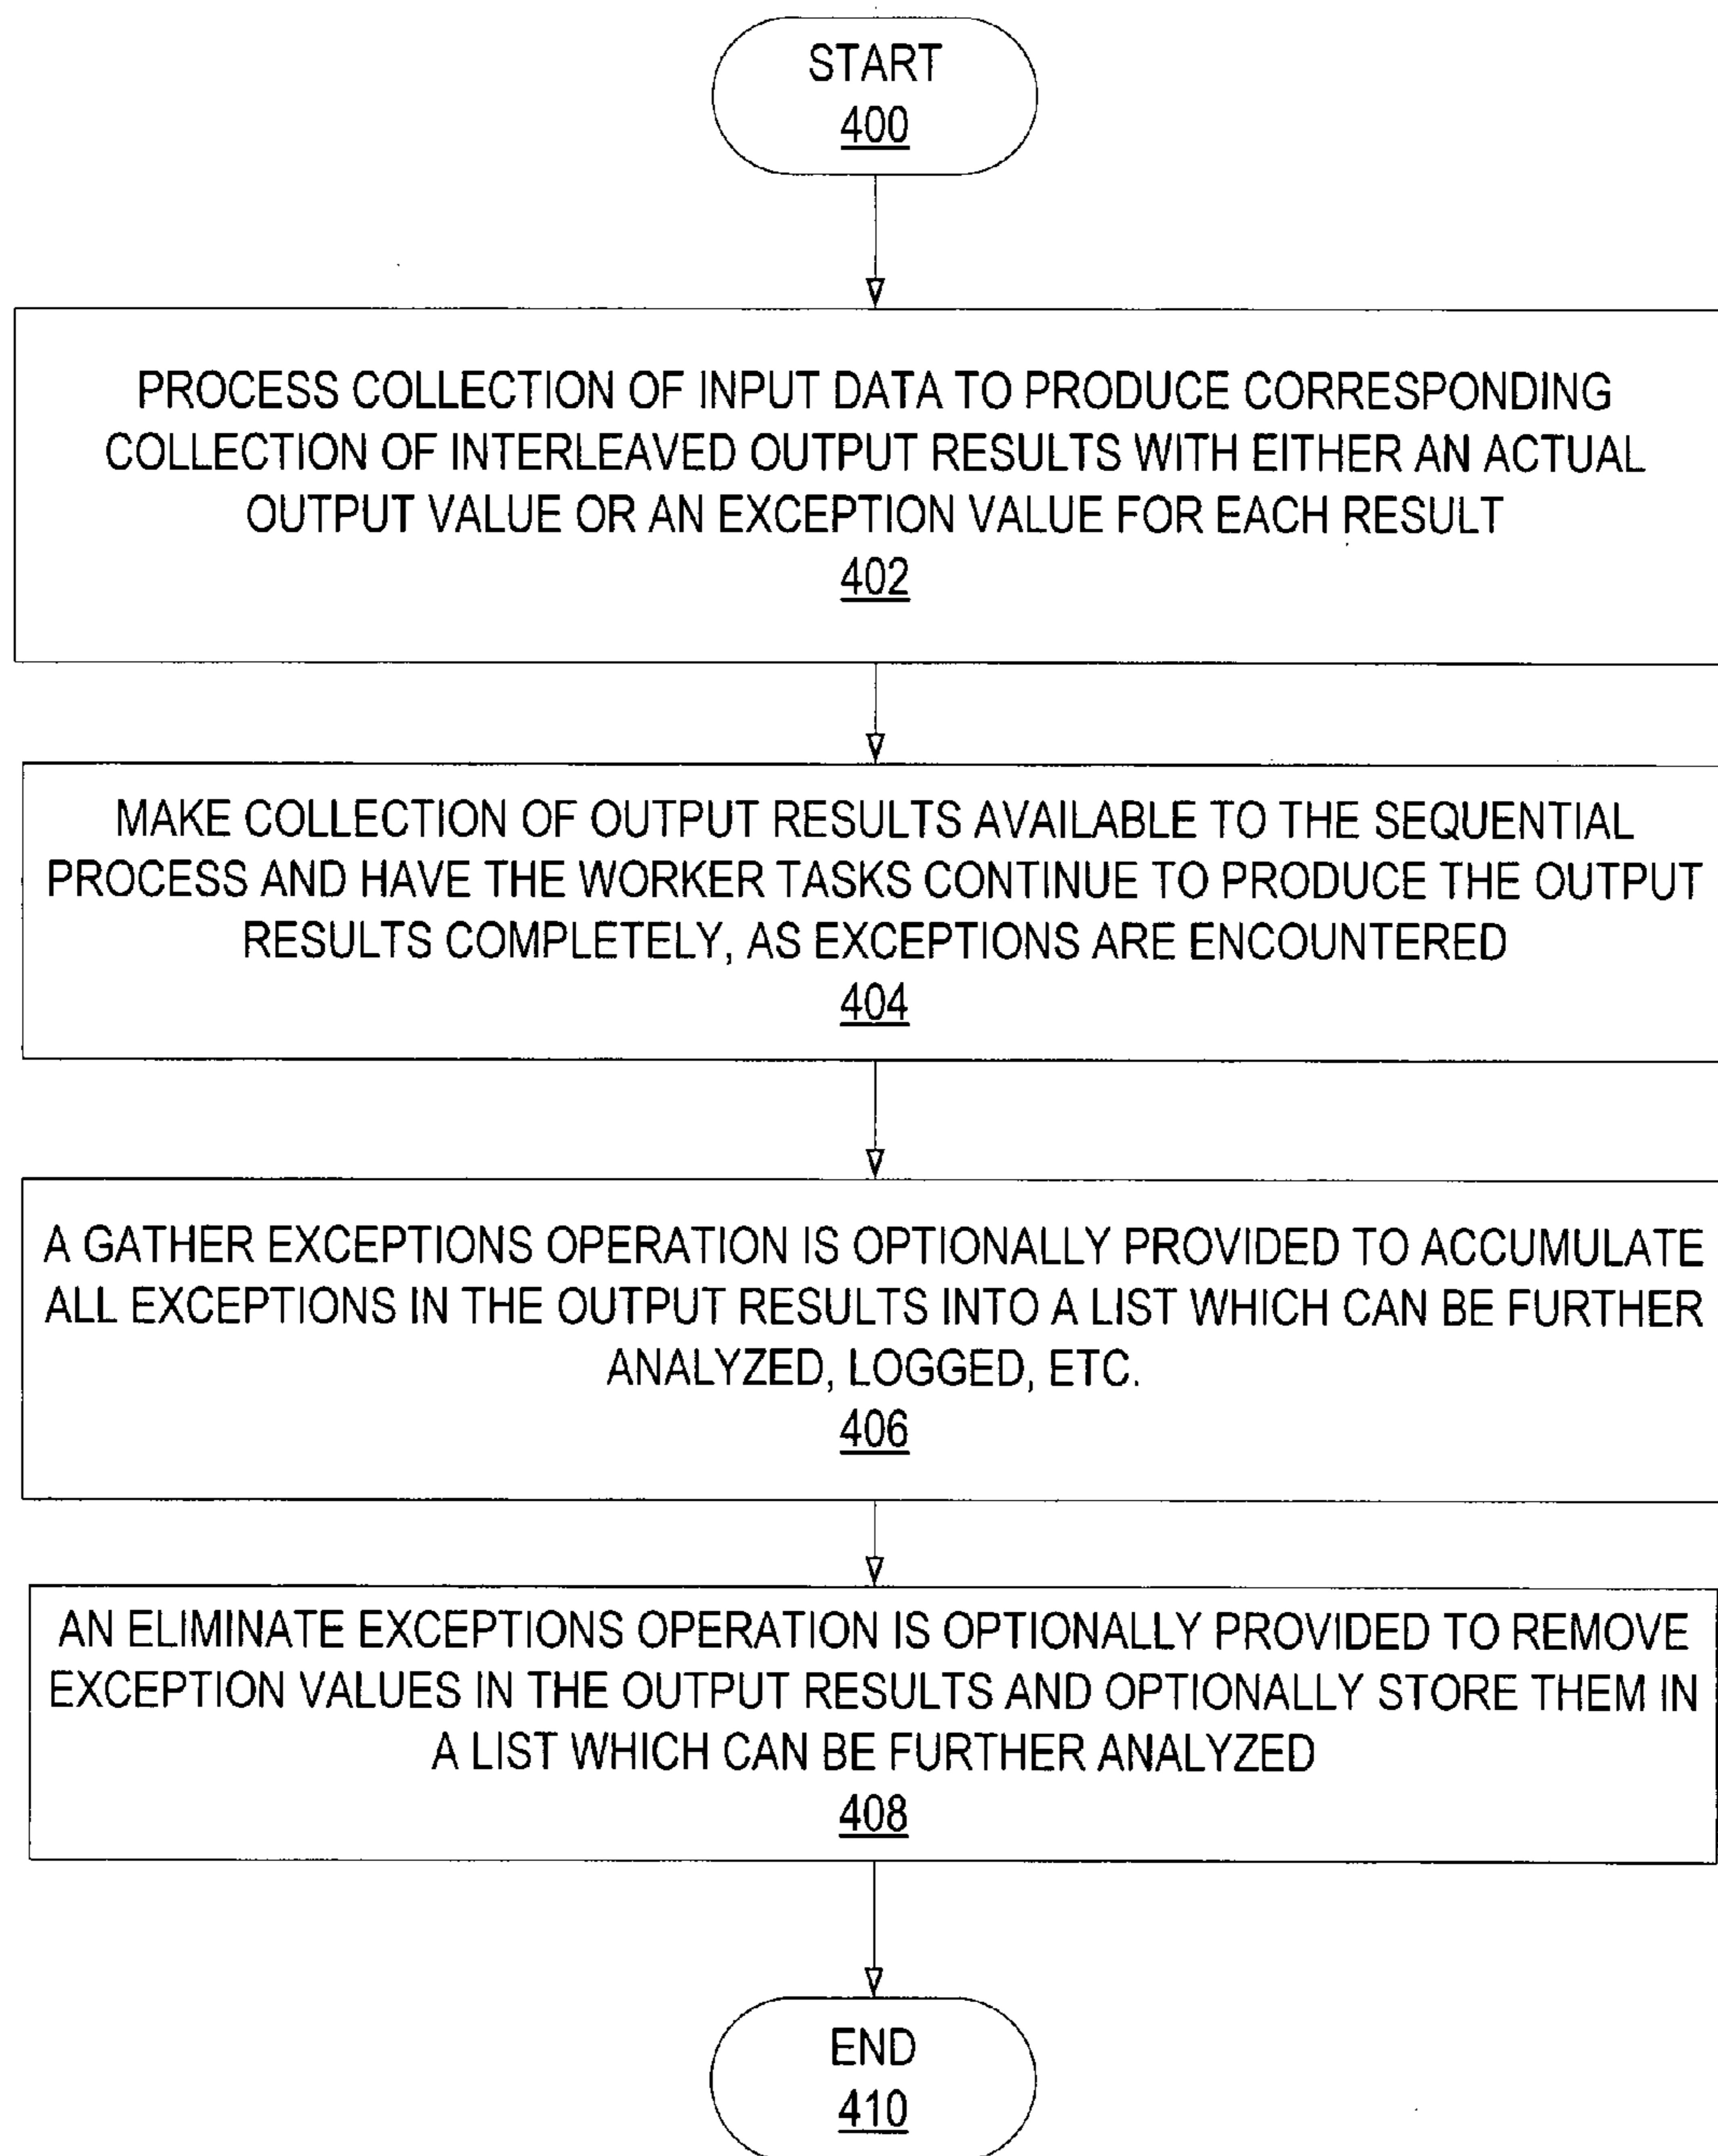 START
400
PROCESS COLLECTION OF INPUT DATA TO PRODUCE CORRESPONDING
COLLECTION OF INTERLEAVED OUTPUT RESULTS WITH EITHER AN ACTUAL
OUTPUT VALUE OR AN EXCEPTION VALUE FOR EACH RESULT
402
MAKE COLLECTION OF OUTPUT RESULTS AVAILABLE TO THE SEQUENTIAL
PROCESS AND HAVE THE WORKER TASKS CONTINUE TO PRODUCE THE OUTPUT
RESULTS COMPLETELY, AS EXCEPTIONS ARE ENCOUNTERED
404
A GATHER EXCEPTIONS OPERATION IS OPTIONALLY PROVIDED TO ACCUMULATE
ALL EXCEPTIONS IN THE OUTPUT RESULTS INTO A LIST WHICH CAN BE FURTHER
ANALYZED, LOGGED, ETC.
406
AN ELIMINATE EXCEPTIONS OPERATION IS OPTIONALLY PROVIDED TO REMOVE
EXCEPTION VALUES IN THE OUTPUT RESULTS AND OPTIONALLY STORE THEM IN
A LIST WHICH CAN BE FURTHER ANALYZED
408
END
410